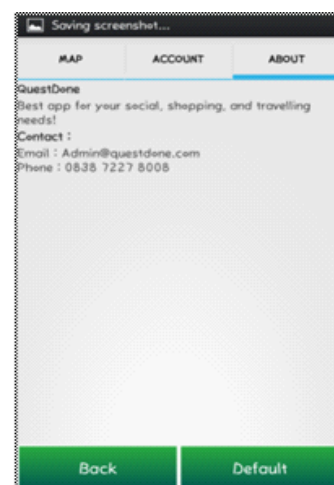 Saving screenshot...
MAP ACCOUNT ABOUT
QuestDone
Best app for your social, shopping, and travelling
needs!
Contact :
Email : Admin@questdone.com
Phone : 0838 7227 8008
Back Default